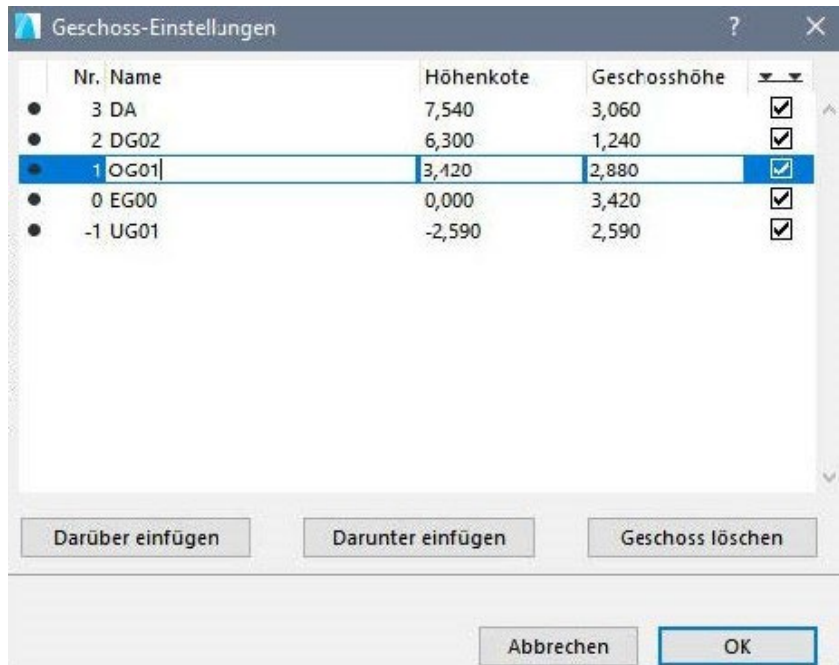 Geschoss-Einstellungen ?
Nr. Name Höhenkote Geschosshöhe
3 DA 7,540 3,060
2 DG02 6,300 1,240
1 OG01 3,420 2,880
0 EG00 0,000 3,420
-1 UG01 -2,590 2,590
Darüber einfügen Darunter einfügen Geschoss löschen
Abbrechen OK